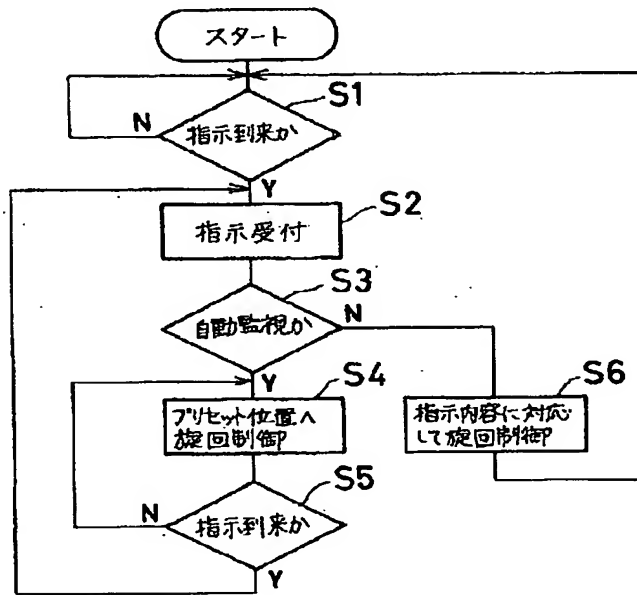 スタート
S1
指示到来か
N
Y
S2
指示受付
S3
自動監視か
N
Y
S4
プリセット位置へ
旋回制御
S6
指示内容に対応
して旋回制御
S5
指示到来か
N
Y